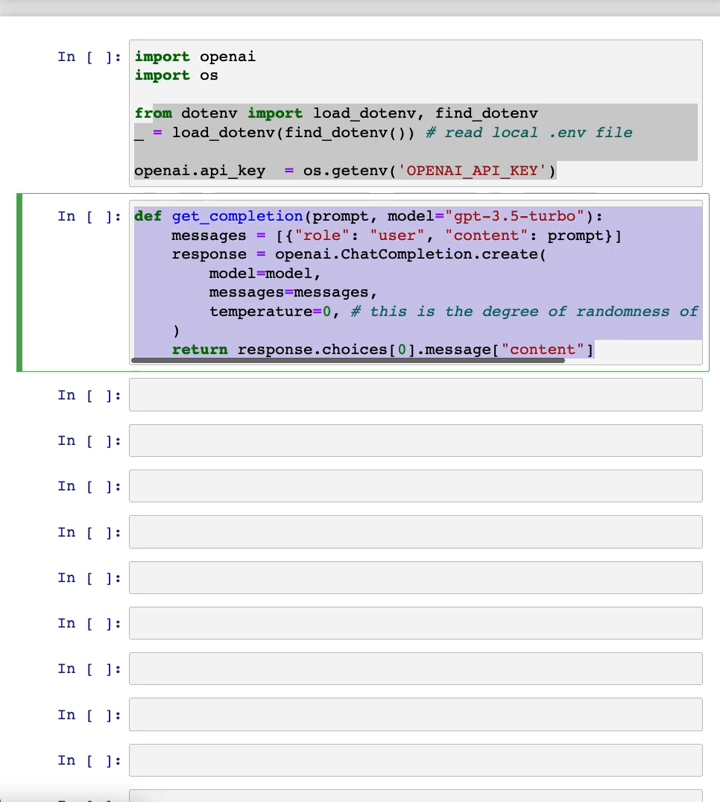 In [ ]: import openai
import os
from dotenv import load_dotenv, find_dotenv
_ = load_dotenv(find_dotenv()) # read local .env file
openai.api_key  = os.getenv('OPENAI_API_KEY')
In [ ]: def get_completion(prompt, model="gpt-3.5-turbo"):
    messages = [{"role": "user", "content": prompt}]
    response = openai.ChatCompletion.create(
        model=model,
        messages=messages,
        temperature=0, # this is the degree of randomness of
    )
    return response.choices[0].message["content"]
In [ ]:
In [ ]:
In [ ]:
In [ ]:
In [ ]:
In [ ]:
In [ ]:
In [ ]:
In [ ]: